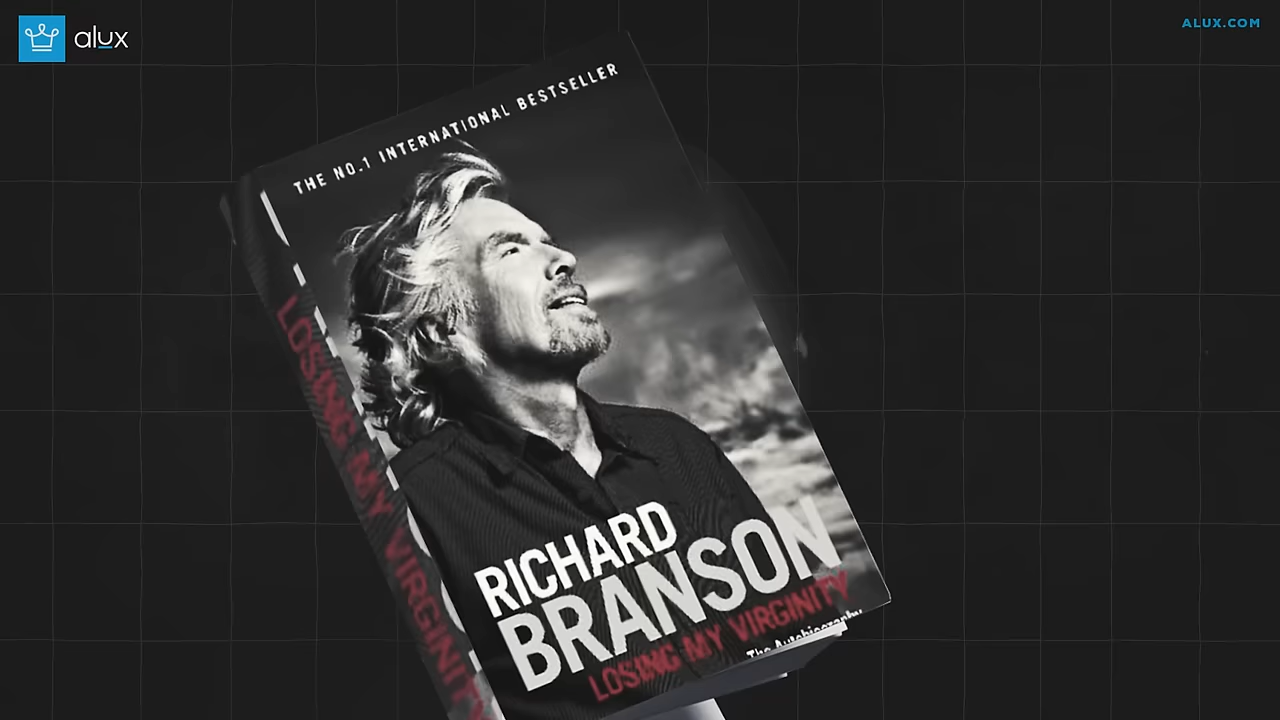 alux
ALUX.COM
THE NO.1 INTERNATIONAL BESTSELLER
LOSING MY VIRGINITY
RICHARD
BRANSON
LOSING MY VIRGINITY
The Autobiography